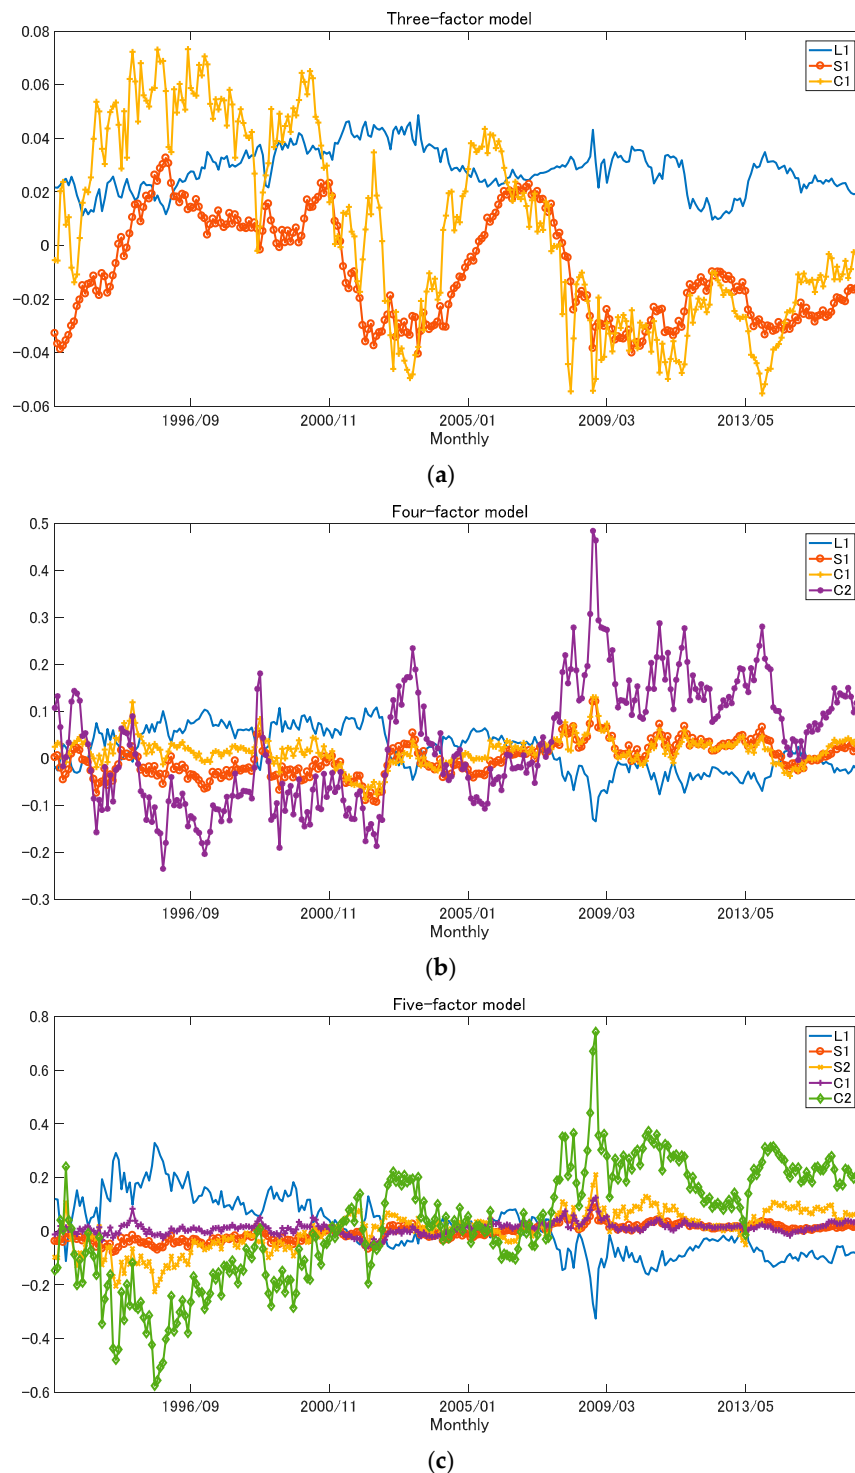 Three-factor model
0.08
0.06
0.04
0.02
0
−0.02
−0.04
−0.06
L1
S1
C1
1996/09
2000/11
2005/01
2009/03
2013/05
Monthly
(a)
Four-factor model
0.5
0.4
0.3
0.2
0.1
0
−0.1
−0.2
−0.3
L1
S1
C1
C2
1996/09
2000/11
2005/01
2009/03
2013/05
Monthly
(b)
Five-factor model
0.8
0.6
0.4
0.2
0
−0.2
−0.4
−0.6
L1
S1
S2
C1
C2
1996/09
2000/11
2005/01
2009/03
2013/05
Monthly
(c)